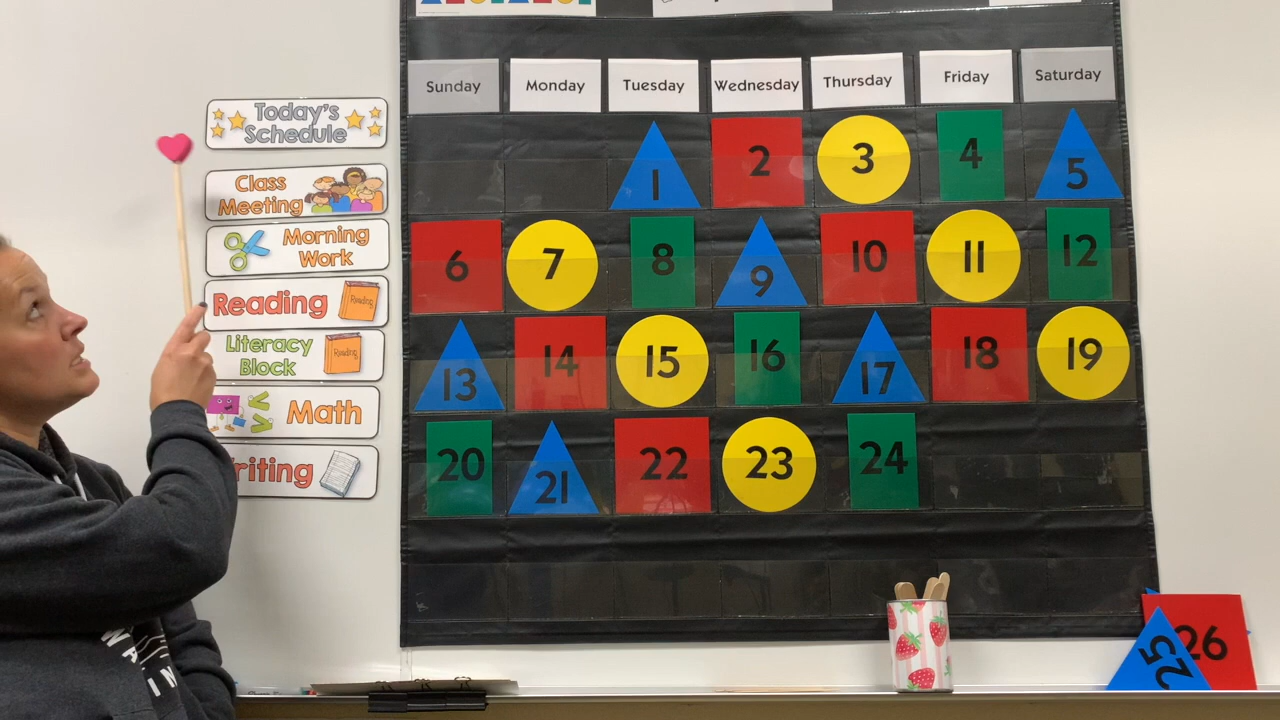 Today's
Schedule
Class
Meeting
Morning
Work
Reading
Reading
Literacy
Block
Reading
Math
riting
Sunday Monday Tuesday Wednesday Thursday Friday Saturday
1 2 3 4 5
6 7 8 9 10 11 12
13 14 15 16 17 18 19
20 21 22 23 24
25 26